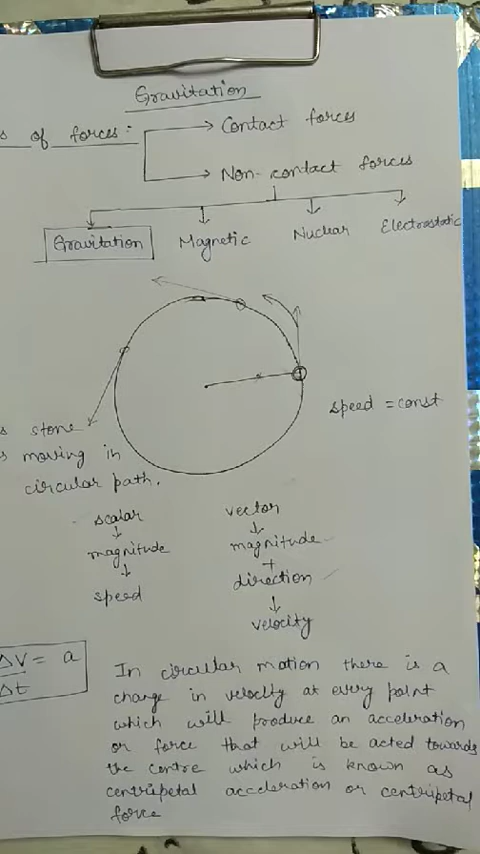 Gravitation
s of forces:
Contact forces
Non-contact forces
Gravitation Magnetic Nuclear Electrostatic
speed = const
s stone
s moving in
circular path.
scalar vector
magnitude magnitude
+
speed direction
velocity
ΔV = a
Δt
In circular motion there is a
change in velocity at every point
which will produce an acceleration
or force that will be acted towards
the centre which is known as
centripetal acceleration or centripetal
force